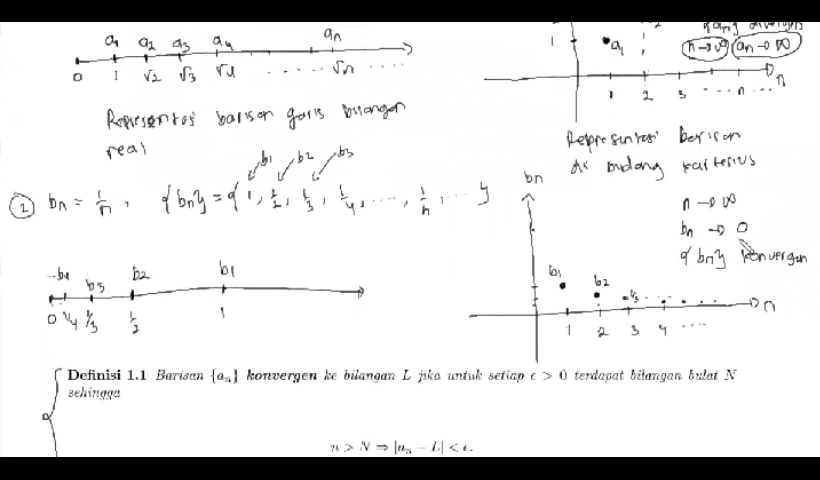 a₁ a₂ a₃ a₄ aₙ
0 1 √2 √3 √4 ...... √n ....
Representasi barisan garis bilangan
real
{aₙ} divergen
n → ∞ aₙ → ∞
1 a₁
1 2 3 ... n ... n
Representasi barisan
di bidang kartesius
b₁ b₂ b₃
② bₙ = 1/n , {bₙ} = { 1, 1/2, 1/3, 1/4, ..., 1/n, ... }
n → ∞
bₙ → 0
{bₙ} konvergen
b₄ b₃ b₂ b₁
0 1/4 1/3 1/2 1
bₙ
b₁ b₂ 1/3 ....
1 2 3 4 .... n
Definisi 1.1 Barisan {aₙ} konvergen ke bilangan L jika untuk setiap ϵ > 0 terdapat bilangan bulat N
sehingga
n > N ⇒ |aₙ − L| < ϵ.